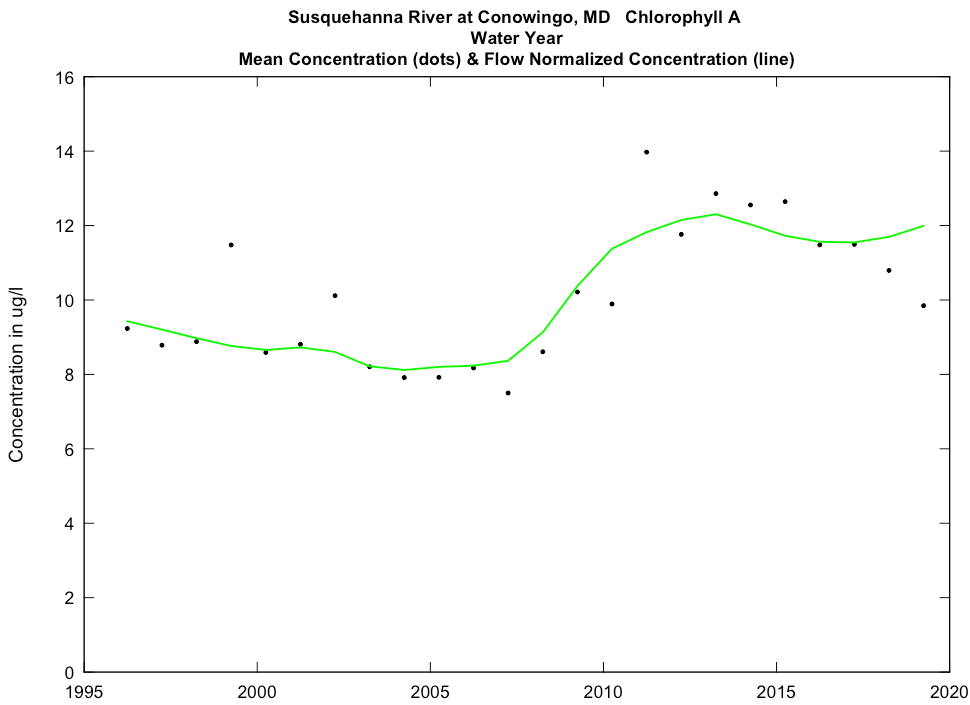 Susquehanna River at Conowingo, MD   Chlorophyll A
Water Year
Mean Concentration (dots) & Flow Normalized Concentration (line)
Concentration in ug/l
16
14
12
10
8
6
4
2
0
1995 2000 2005 2010 2015 2020